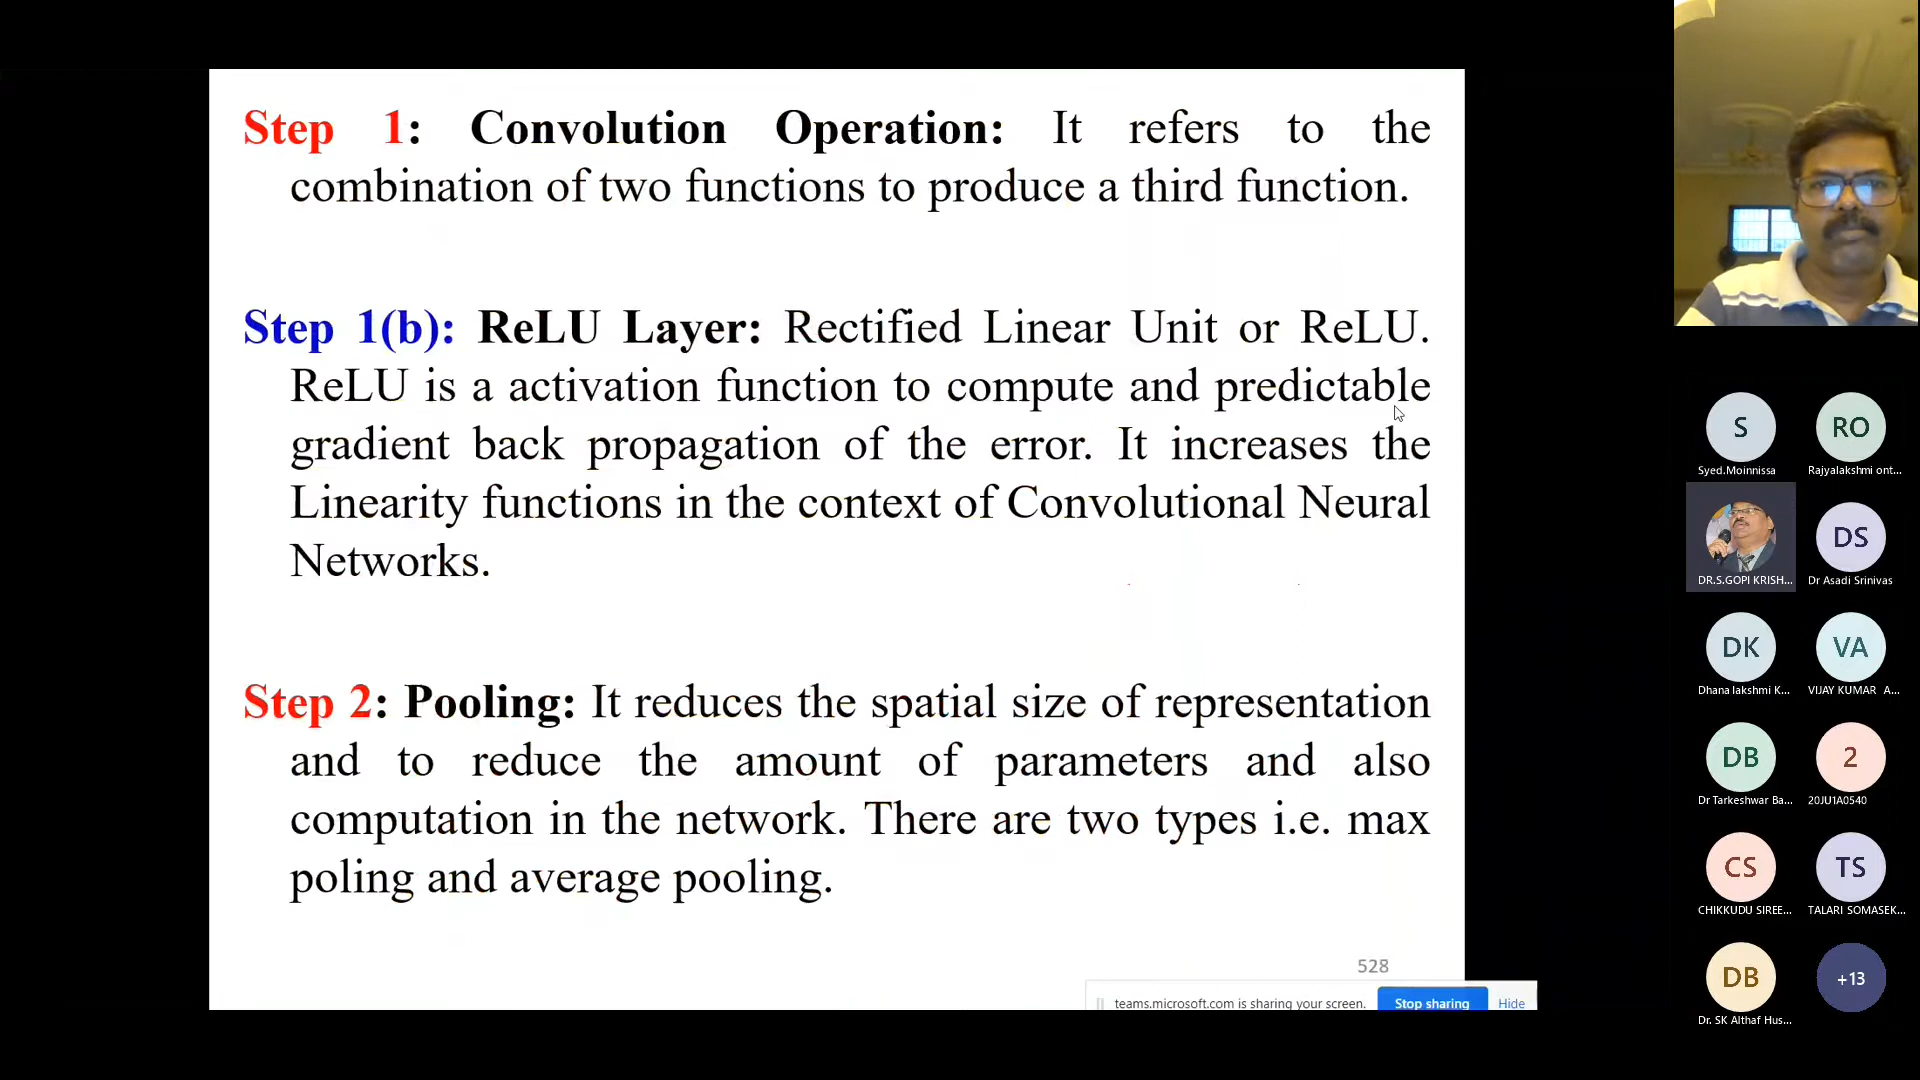 Step 1: Convolution Operation: It refers to the
combination of two functions to produce a third function.
Step 1(b): ReLU Layer: Rectified Linear Unit or ReLU.
ReLU is a activation function to compute and predictable
gradient back propagation of the error. It increases the
Linearity functions in the context of Convolutional Neural
Networks.
Step 2: Pooling: It reduces the spatial size of representation
and to reduce the amount of parameters and also
computation in the network. There are two types i.e. max
poling and average pooling.
528
teams.microsoft.com is sharing your screen. Stop sharing Hide
S RO
Syed.Moinnissa Rajyalakshmi ont...
DS
DR.S.GOPI KRISH... Dr Asadi Srinivas
DK VA
Dhana lakshmi K... VIJAY KUMAR A...
DB 2
Dr Tarkeshwar Ba... 20JU1A0540
CS TS
CHIKKUDU SIREE... TALARI SOMASEK...
DB +13
Dr. SK Althaf Hus...